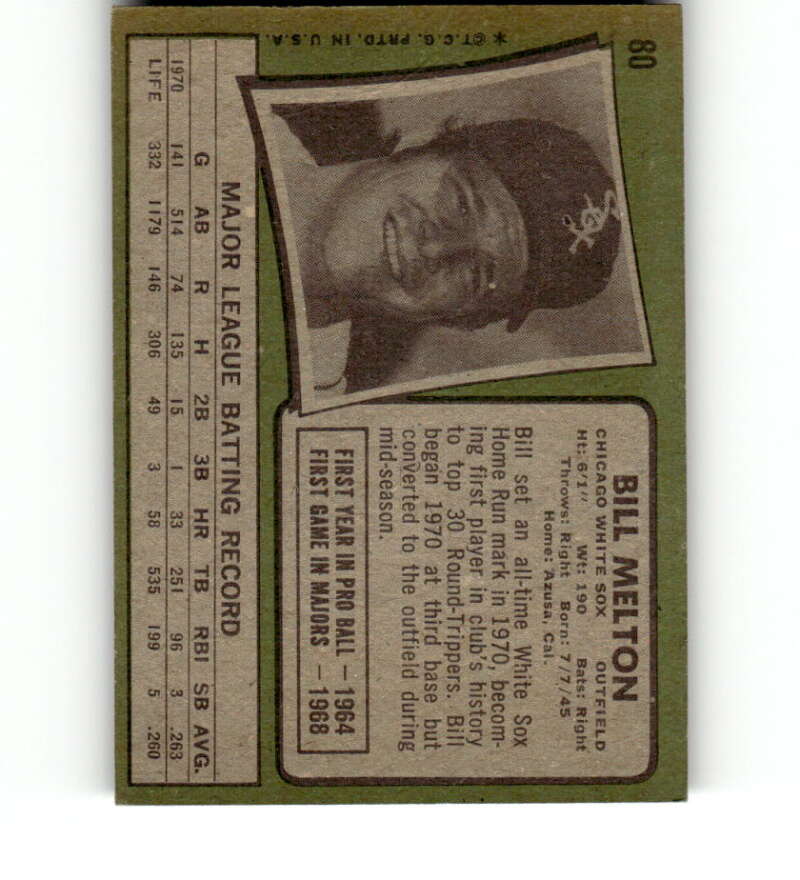 80
*©T.C.G. PRTD. IN U.S.A.
BILL MELTON
CHICAGO WHITE SOX OUTFIELD
Ht: 6/1" Wt: 190 Bats: Right
Throws: Right Born: 7/7/45
Home: Azusa, Cal.
Bill set an all-time White Sox
Home Run mark in 1970, becom-
ing first player in club's history
to top 30 Round-Trippers. Bill
began 1970 at third base but
converted to the outfield during
mid-season.
FIRST YEAR IN PRO BALL — 1964
FIRST GAME IN MAJORS — 1968
MAJOR LEAGUE BATTING RECORD
G AB R H 2B 3B HR TB RBI SB AVG.
1970 141 514 74 135 15 1 33 251 96 3 .263
LIFE 332 1179 146 306 49 3 58 535 199 5 .260